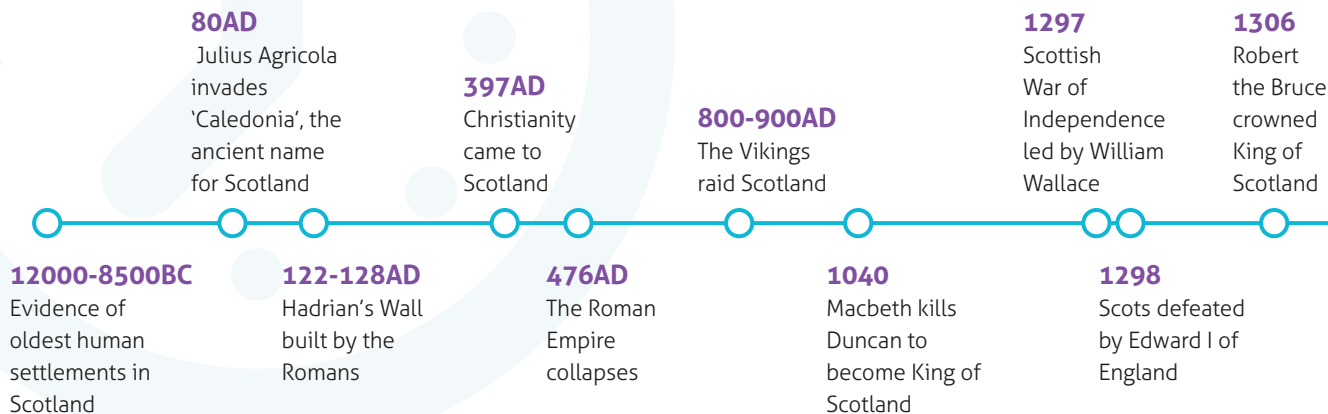 80AD
Julius Agricola
invades
‘Caledonia’, the
ancient name
for Scotland
397AD
Christianity
came to
Scotland
800-900AD
The Vikings
raid Scotland
1297
Scottish
War of
Independence
led by William
Wallace
1306
Robert
the Bruce
crowned
King of
Scotland
12000-8500BC
Evidence of
oldest human
settlements in
Scotland
122-128AD
Hadrian’s Wall
built by the
Romans
476AD
The Roman
Empire
collapses
1040
Macbeth kills
Duncan to
become King of
Scotland
1298
Scots defeated
by Edward I of
England